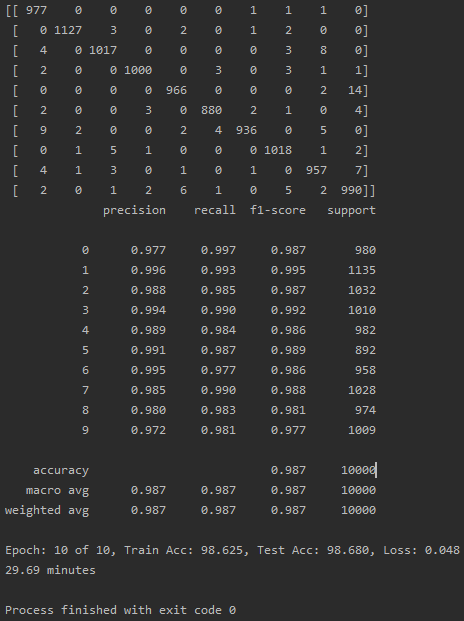 [[ 977 0 0 0 0 0 1 1 1 0]
[ 0 1127 3 0 2 0 1 2 0 0]
[ 4 0 1017 0 0 0 0 3 8 0]
[ 2 0 0 1000 0 3 0 3 1 1]
[ 0 0 0 0 966 0 0 0 2 14]
[ 2 0 0 3 0 880 2 1 0 4]
[ 9 2 0 0 2 4 936 0 5 0]
[ 0 1 5 1 0 0 0 1018 1 2]
[ 4 1 3 0 1 0 1 0 957 7]
[ 2 0 1 2 6 1 0 5 2 990]]
precision recall f1-score support
0 0.977 0.997 0.987 980
1 0.996 0.993 0.995 1135
2 0.988 0.985 0.987 1032
3 0.994 0.990 0.992 1010
4 0.989 0.984 0.986 982
5 0.991 0.987 0.989 892
6 0.995 0.977 0.986 958
7 0.985 0.990 0.988 1028
8 0.980 0.983 0.981 974
9 0.972 0.981 0.977 1009
accuracy 0.987 10000
macro avg 0.987 0.987 0.987 10000
weighted avg 0.987 0.987 0.987 10000
Epoch: 10 of 10, Train Acc: 98.625, Test Acc: 98.680, Loss: 0.048
29.69 minutes
Process finished with exit code 0